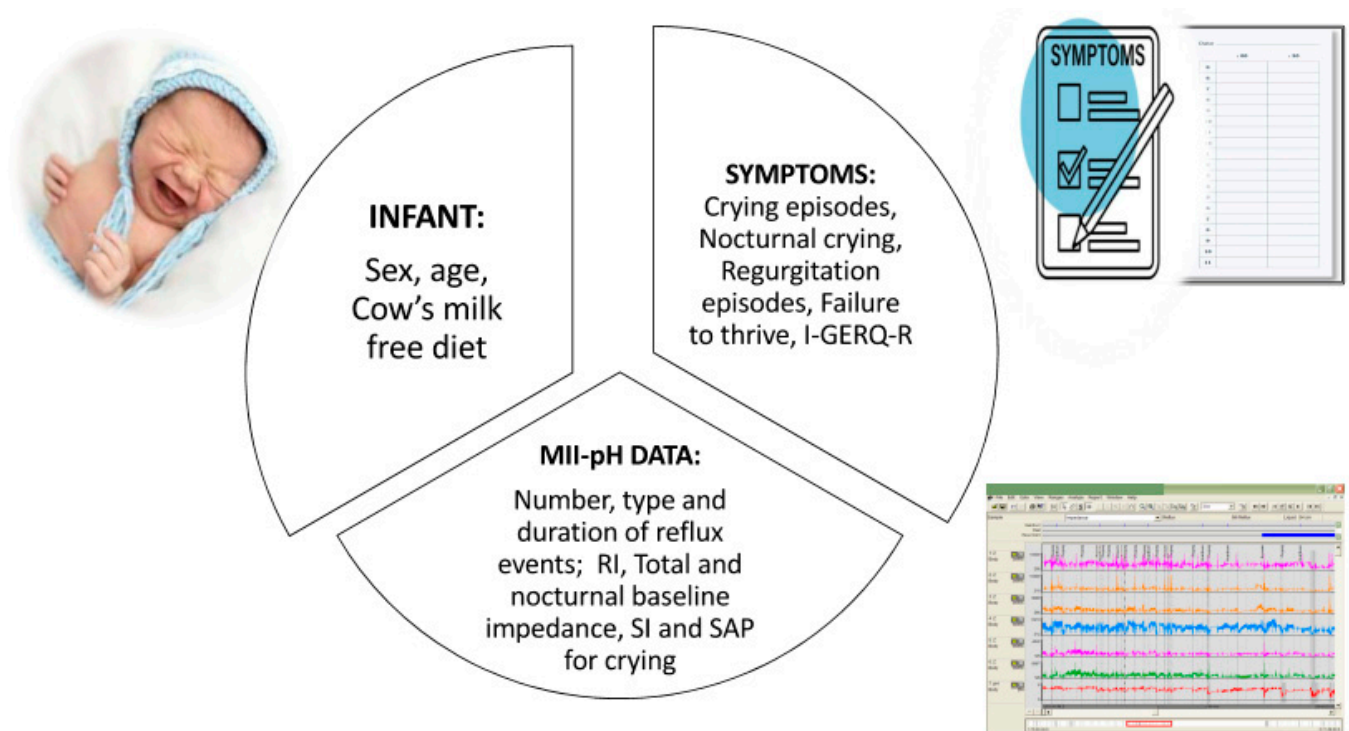 INFANT:
Sex, age,
Cow's milk
free diet
SYMPTOMS:
Crying episodes,
Nocturnal crying,
Regurgitation
episodes, Failure
to thrive, I-GERQ-R
MII-pH DATA:
Number, type and
duration of reflux
events; RI, Total and
nocturnal baseline
impedance, SI and SAP
for crying
SYMPTOMS